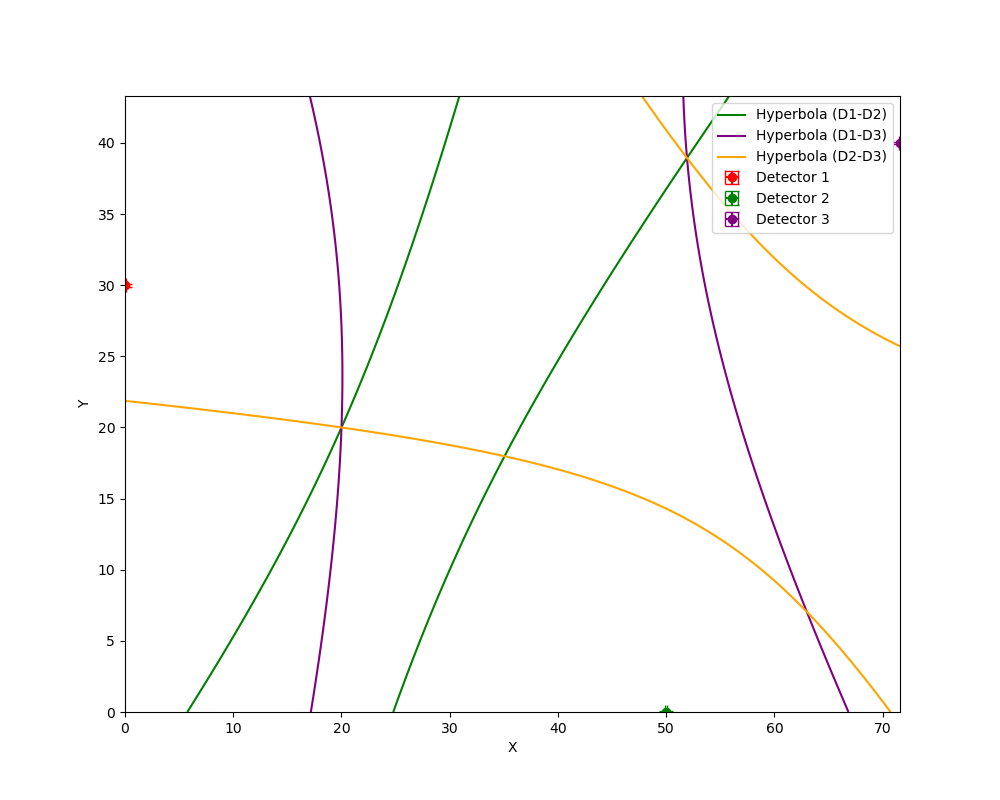 Hyperbola (D1-D2)
Hyperbola (D1-D3)
Hyperbola (D2-D3)
Detector 1
Detector 2
Detector 3
40
35
30
25
20
15
10
5
0
Y
0 10 20 30 40 50 60 70
X